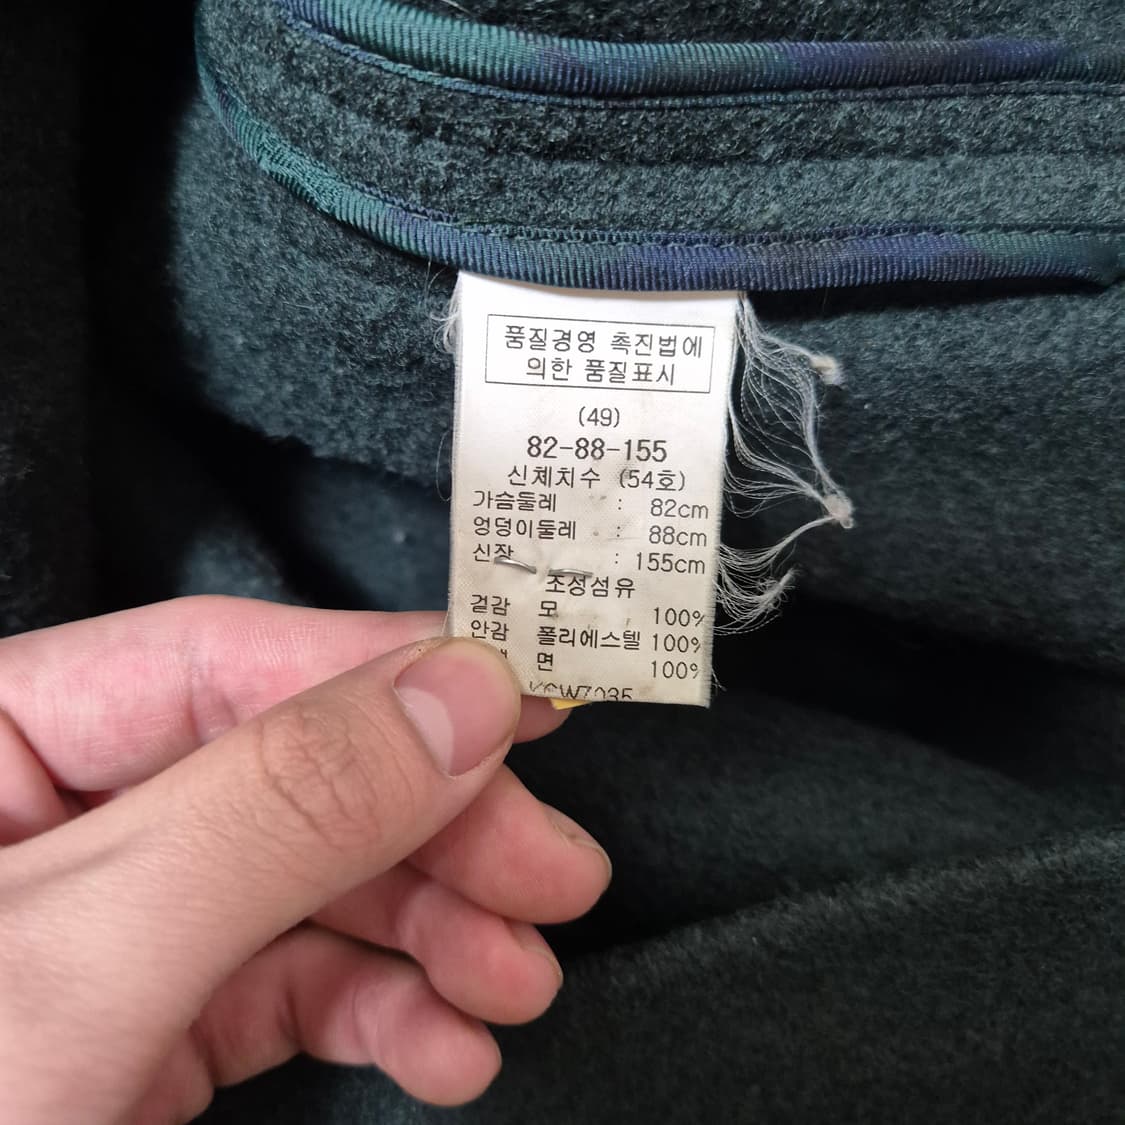 품질경영 촉진법에
의한 품질표시
(49)
82-88-155
신체치수 (54호)
가슴둘레 : 82cm
엉덩이둘레 : 88cm
신장 : 155cm
조성섬유
겉감 모 100%
안감 폴리에스텔 100%
면 100%